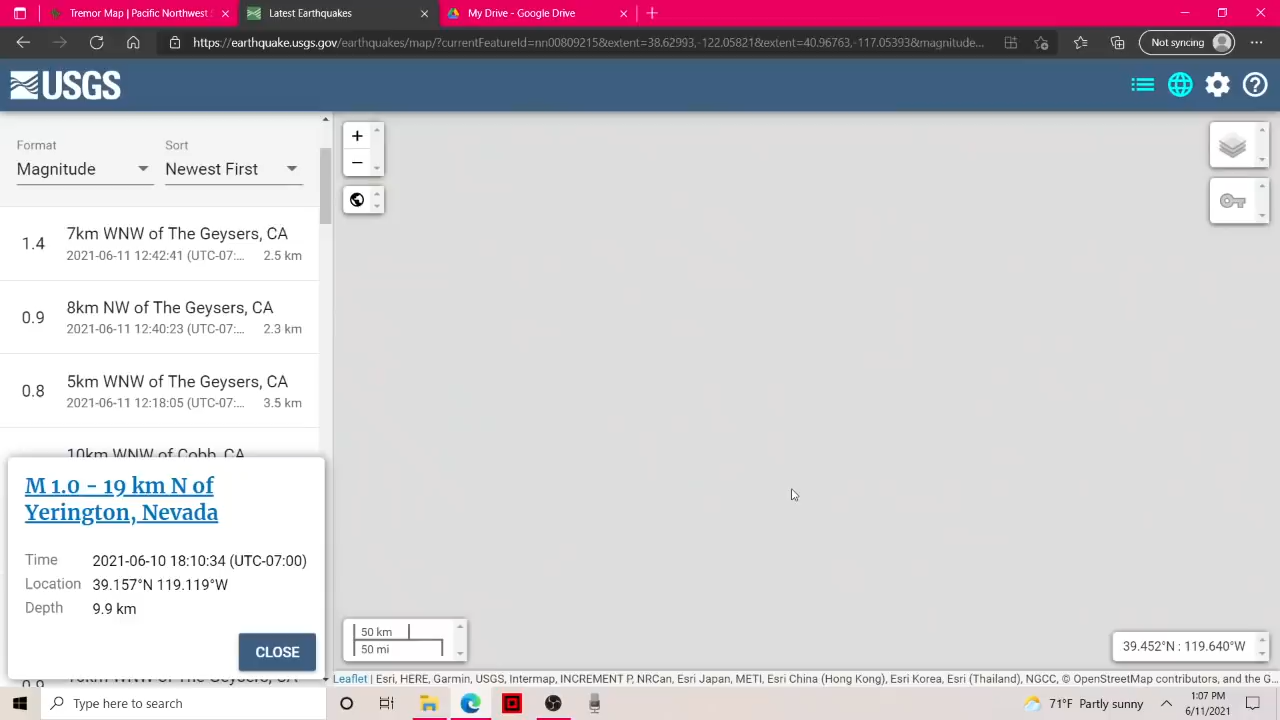 Tremor Map | Pacific Northwest
Latest Earthquakes
My Drive - Google Drive
https://earthquake.usgs.gov/earthquakes/map/?currentFeatureId=nn00809215&extent=38.62993,-122.05821&extent=40.96763,-117.05393&magnitude...
Not syncing
USGS
Format
Sort
Magnitude
Newest First
1.4
7km WNW of The Geysers, CA
2021-06-11 12:42:41 (UTC-07:...
2.5 km
0.9
8km NW of The Geysers, CA
2021-06-11 12:40:23 (UTC-07:...
2.3 km
0.8
5km WNW of The Geysers, CA
2021-06-11 12:18:05 (UTC-07:...
3.5 km
10km WNW of Cobb, CA
M 1.0 - 19 km N of
Yerington, Nevada
Time 2021-06-10 18:10:34 (UTC-07:00)
Location 39.157°N 119.119°W
Depth 9.9 km
CLOSE
50 km
50 mi
39.452°N : 119.640°W
Leaflet | Esri, HERE, Garmin, USGS, Intermap, INCREMENT P, NRCan, Esri Japan, METI, Esri China (Hong Kong), Esri Korea, Esri (Thailand), NGCC, © OpenStreetMap contributors, and the G...
Type here to search
71°F Partly sunny
1:07 PM
6/11/2021